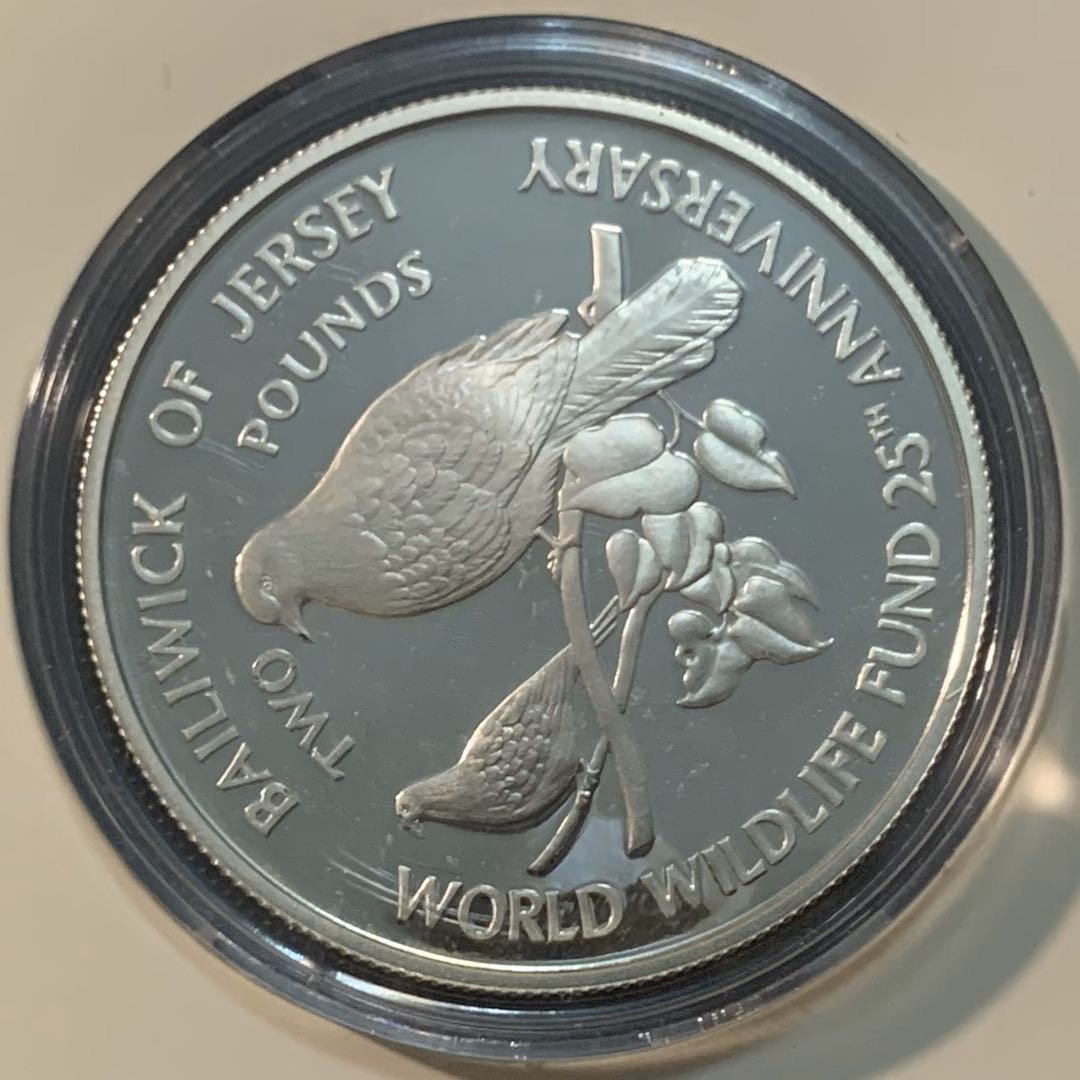 BAILIWICK OF JERSEY
TWO POUNDS
WORLD WILDLIFE FUND 25TH ANNIVERSARY